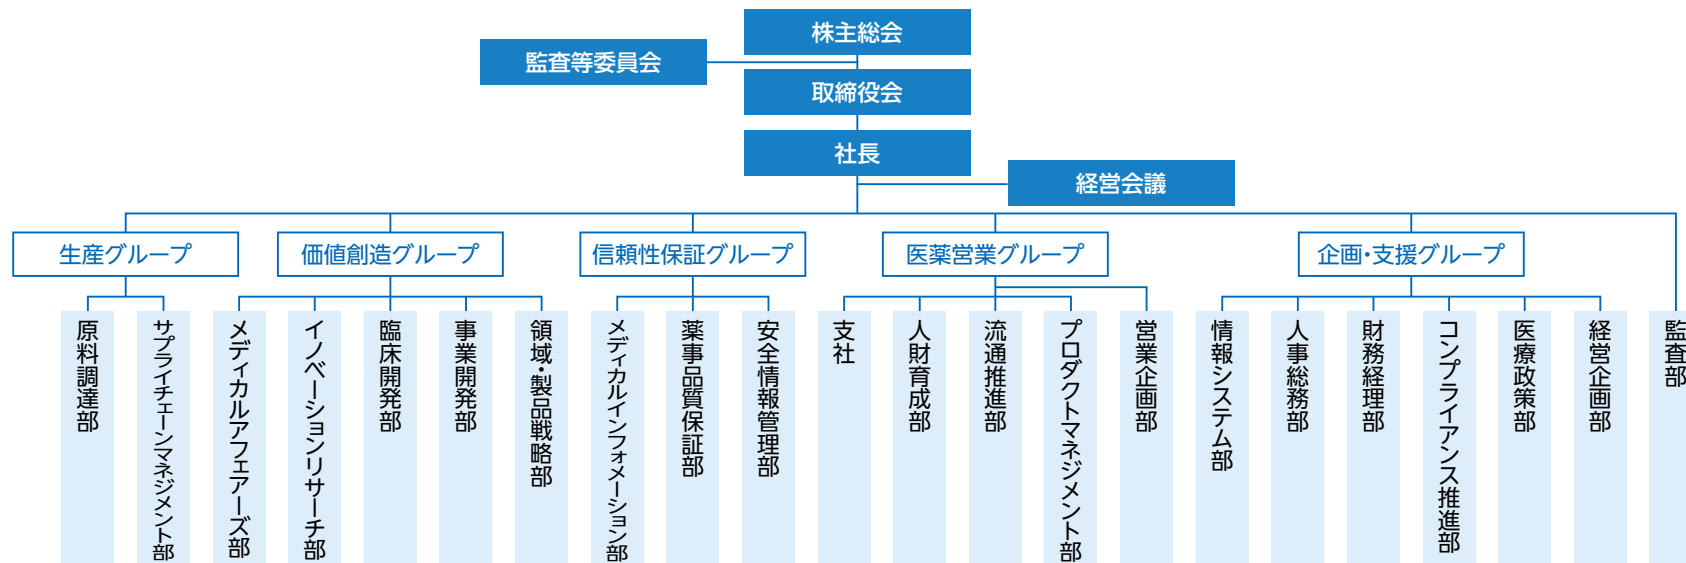 株主総会
監査等委員会
取締役会
社長
経営会議
生産グループ
価値創造グループ
信頼性保証グループ
医薬営業グループ
企画・支援グループ
原料調達部
サプライチェーンマネジメント部
メディカルアフェアーズ部
イノベーションリサーチ部
臨床開発部
事業開発部
領域・製品戦略部
メディカルインフォメーション部
薬事品質保証部
安全情報管理部
支社
人財育成部
流通推進部
プロダクトマネジメント部
営業企画部
情報システム部
人事総務部
財務経理部
コンプライアンス推進部
医療政策部
経営企画部
監査部